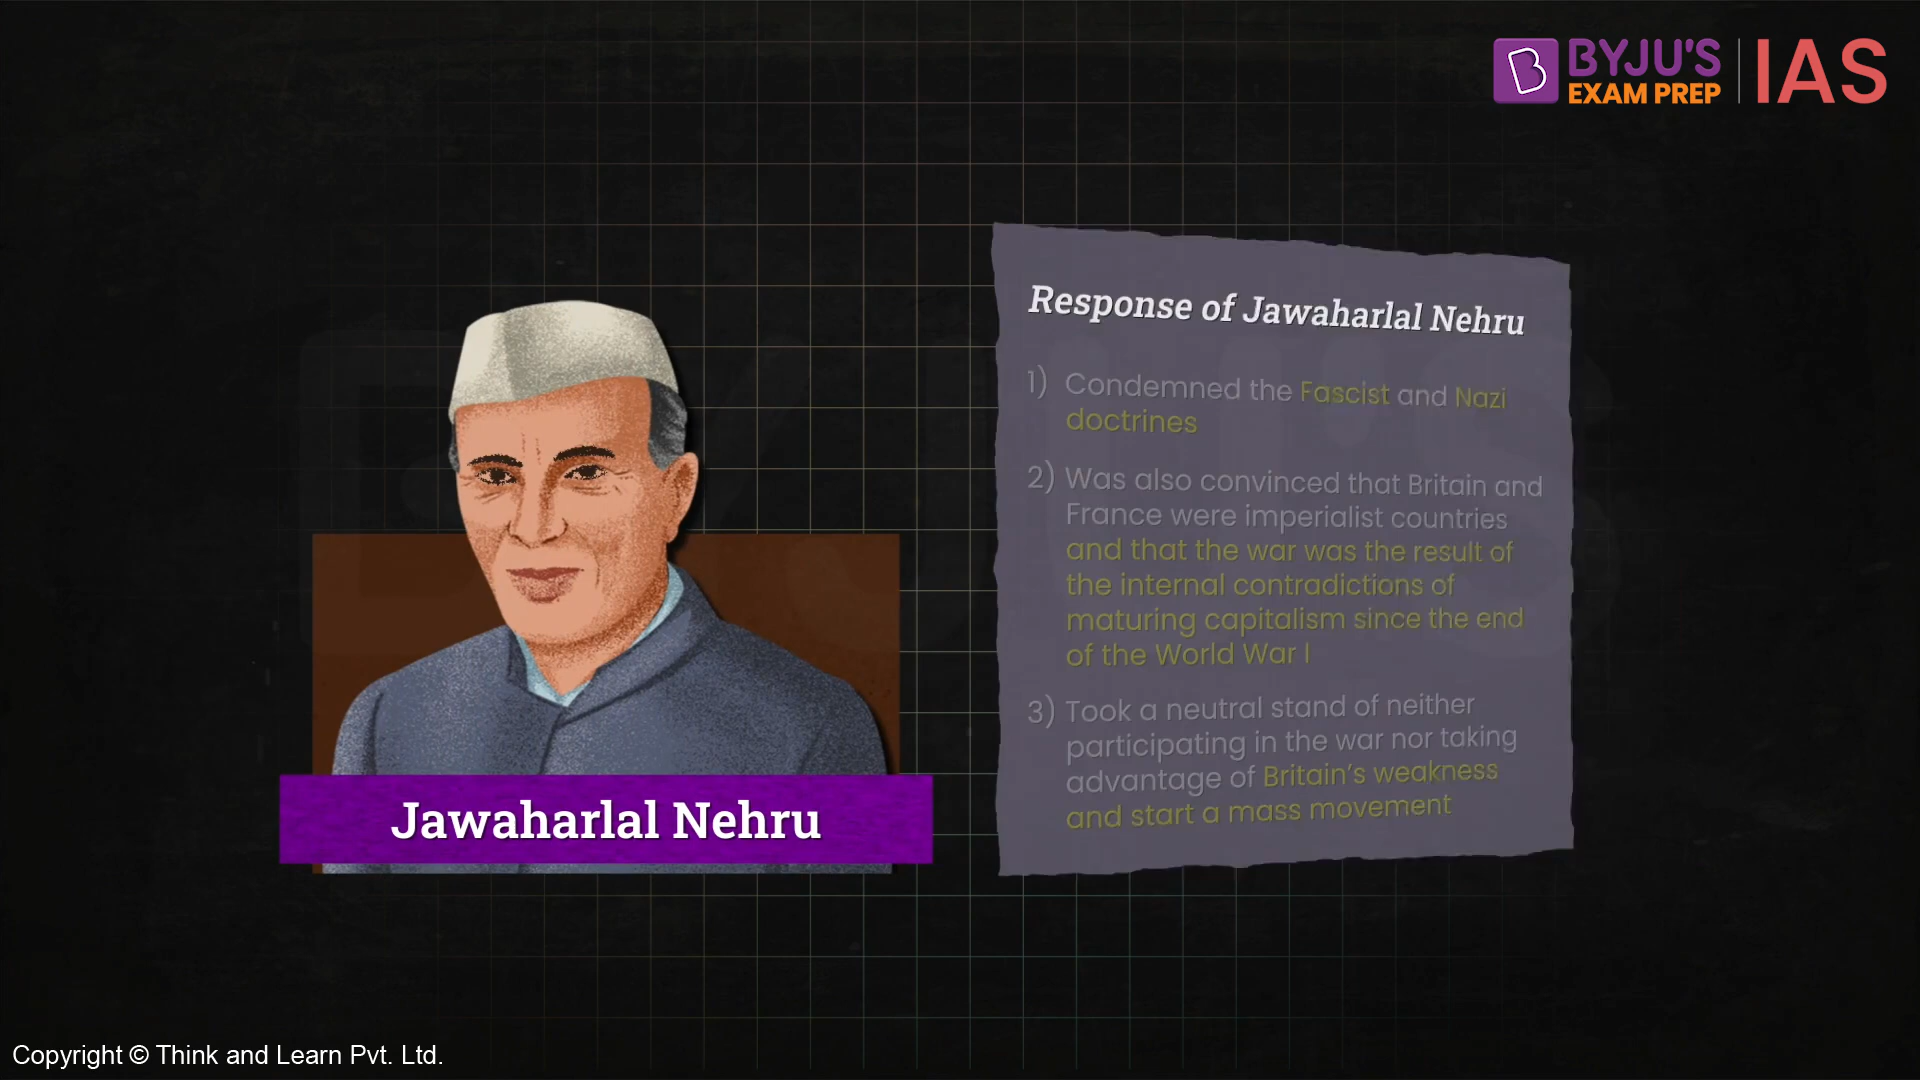 BYJU'S
EXAM PREP
IAS
Response of Jawaharlal Nehru
1) Condemned the Fascist and Nazi
doctrines
2) Was also convinced that Britain and
France were imperialist countries
and that the war was the result of
the internal contradictions of
maturing capitalism since the end
of the World War I
3) Took a neutral stand of neither
participating in the war nor taking
advantage of Britain's weakness
and start a mass movement
Jawaharlal Nehru
Copyright © Think and Learn Pvt. Ltd.